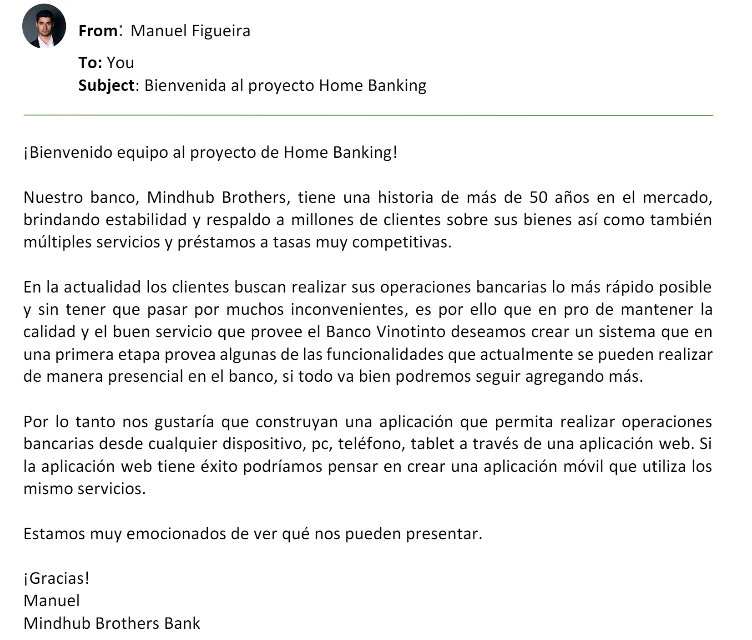 From: Manuel Figueira
To: You
Subject: Bienvenida al proyecto Home Banking
¡Bienvenido equipo al proyecto de Home Banking!
Nuestro banco, Mindhub Brothers, tiene una historia de más de 50 años en el mercado,
brindando estabilidad y respaldo a millones de clientes sobre sus bienes así como también
múltiples servicios y préstamos a tasas muy competitivas.
En la actualidad los clientes buscan realizar sus operaciones bancarias lo más rápido posible
y sin tener que pasar por muchos inconvenientes, es por ello que en pro de mantener la
calidad y el buen servicio que provee el Banco Vinotinto deseamos crear un sistema que en
una primera etapa provea algunas de las funcionalidades que actualmente se pueden realizar
de manera presencial en el banco, si todo va bien podremos seguir agregando más.
Por lo tanto nos gustaría que construyan una aplicación que permita realizar operaciones
bancarias desde cualquier dispositivo, pc, teléfono, tablet a través de una aplicación web. Si
la aplicación web tiene éxito podríamos pensar en crear una aplicación móvil que utiliza los
mismo servicios.
Estamos muy emocionados de ver qué nos pueden presentar.
¡Gracias!
Manuel
Mindhub Brothers Bank